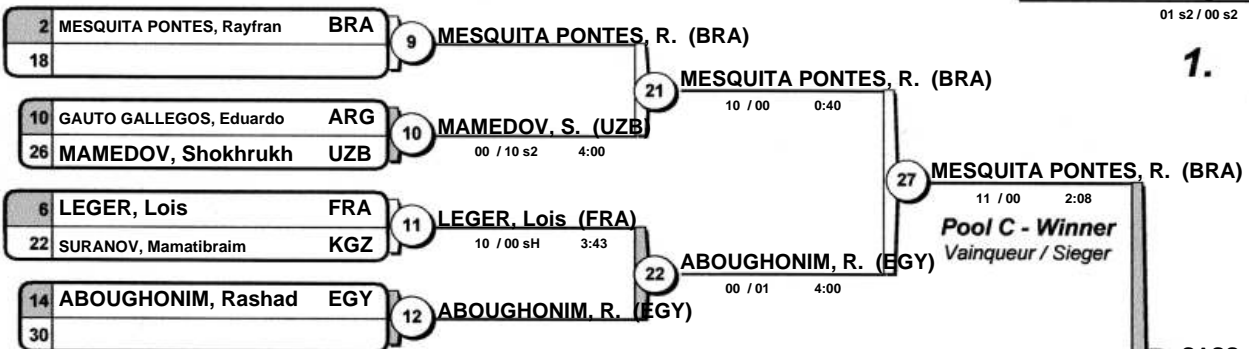 01 s2 / 00 s2
1.
2 MESQUITA PONTES, Rayfran BRA
18
9
MESQUITA PONTES, R. (BRA)
21
MESQUITA PONTES, R. (BRA)
10 / 00 0:40
10 GAUTO GALLEGOS, Eduardo ARG
26 MAMEDOV, Shokhrukh UZB
10
MAMEDOV, S. (UZB)
00 / 10 s2 4:00
27
MESQUITA PONTES, R. (BRA)
11 / 00 2:08
Pool C - Winner
Vainqueur / Sieger
6 LEGER, Lois FRA
22 SURANOV, Mamatibraim KGZ
11
LEGER, Lois (FRA)
10 / 00 sH 3:43
22
ABOUGHONIM, R. (EGY)
00 / 01 4:00
14 ABOUGHONIM, Rashad EGY
30
12
ABOUGHONIM, R. (EGY)